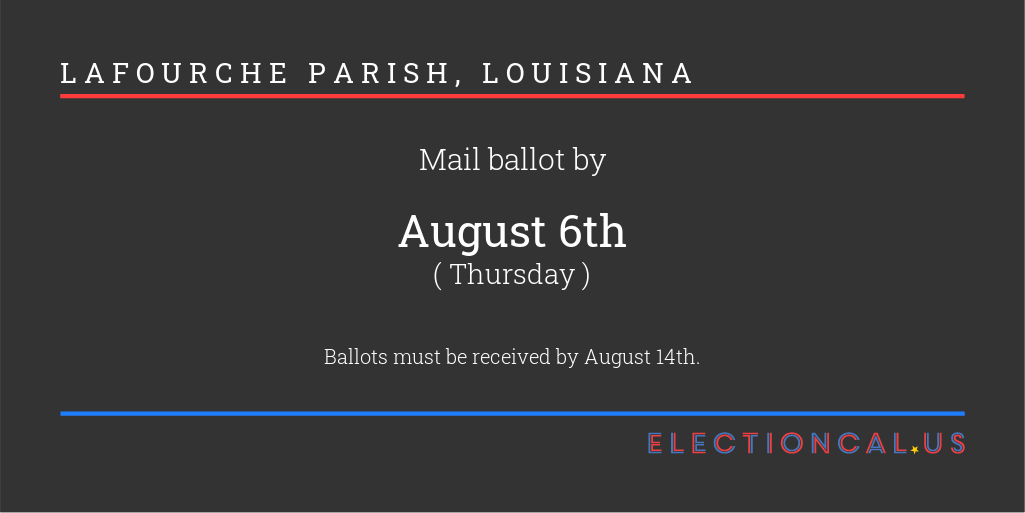 LAFOURCHE PARISH, LOUISIANA
Mail ballot by
August 6th
( Thursday )
Ballots must be received by August 14th.
ELECTIONCAL.US